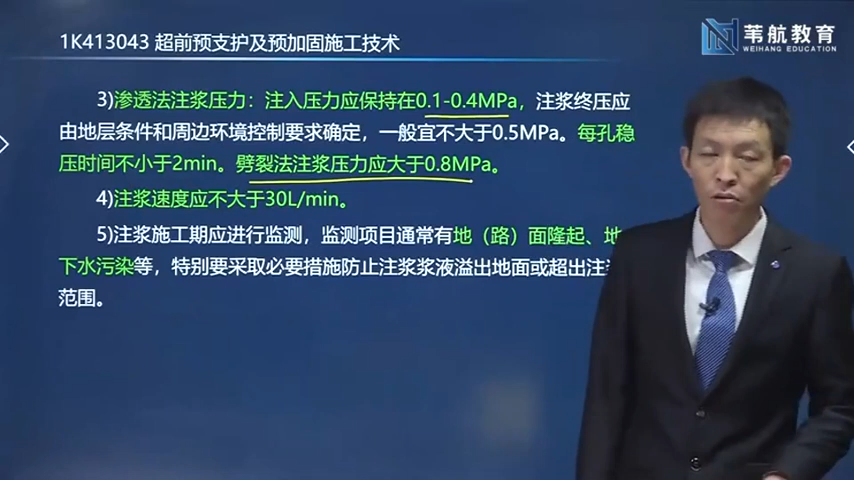 1K413043 超前预支护及预加固施工技术
苇航教育
WEIHANG EDUCATION
3)渗透法注浆压力：注入压力应保持在0.1-0.4MPa，注浆终压应
由地层条件和周边环境控制要求确定，一般宜不大于0.5MPa。每孔稳
压时间不小于2min。劈裂法注浆压力应大于0.8MPa。
4)注浆速度应不大于30L/min。
5)注浆施工期应进行监测，监测项目通常有地（路）面隆起、地
下水污染等，特别要采取必要措施防止注浆浆液溢出地面或超出注
范围。